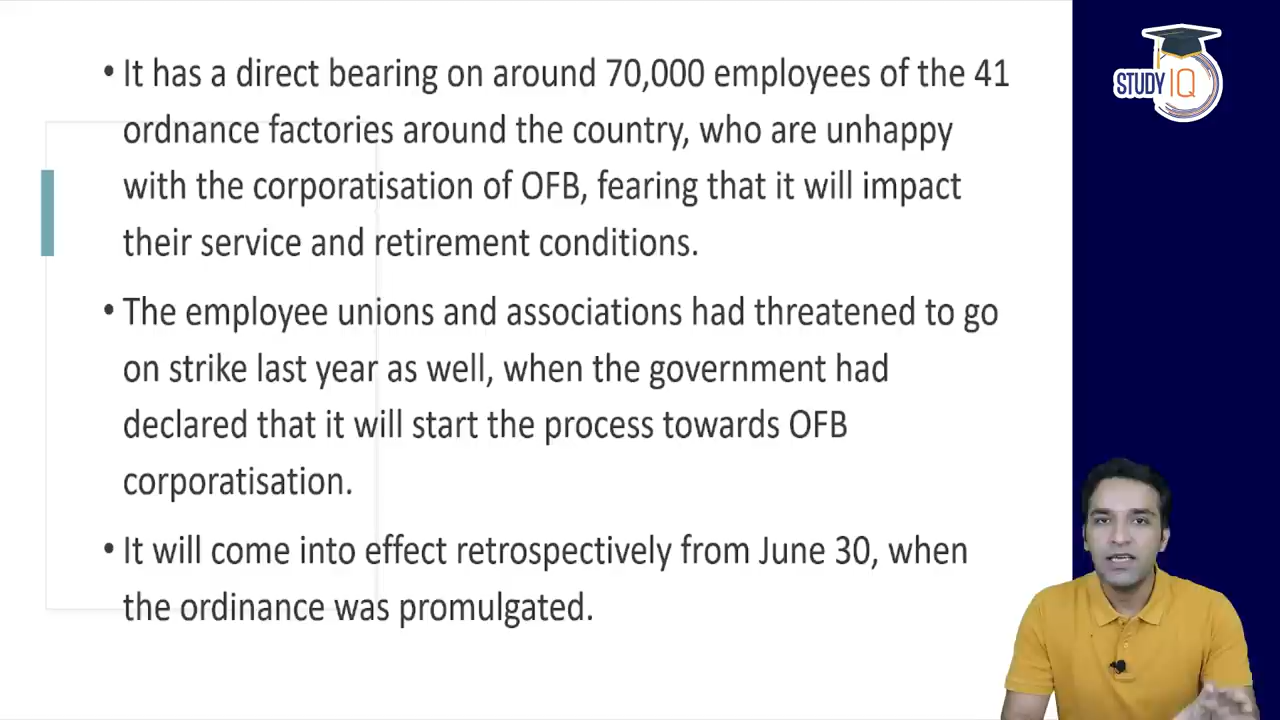 • It has a direct bearing on around 70,000 employees of the 41
ordnance factories around the country, who are unhappy
with the corporatisation of OFB, fearing that it will impact
their service and retirement conditions.
• The employee unions and associations had threatened to go
on strike last year as well, when the government had
declared that it will start the process towards OFB
corporatisation.
• It will come into effect retrospectively from June 30, when
the ordinance was promulgated.
STUDY IQ